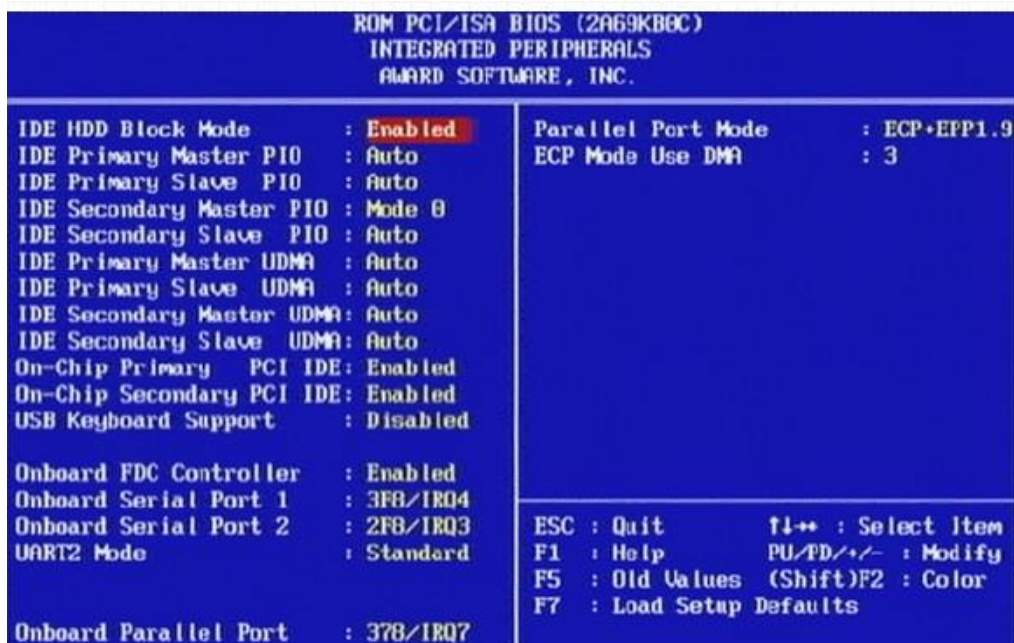 ROM PCI/ISA BIOS (2A69KB0C)
INTEGRATED PERIPHERALS
AWARD SOFTWARE, INC.
IDE HDD Block Mode : Enabled
IDE Primary Master PIO : Auto
IDE Primary Slave PIO : Auto
IDE Secondary Master PIO : Mode 0
IDE Secondary Slave PIO : Auto
IDE Primary Master UDMA : Auto
IDE Primary Slave UDMA : Auto
IDE Secondary Master UDMA: Auto
IDE Secondary Slave UDMA: Auto
On-Chip Primary PCI IDE: Enabled
On-Chip Secondary PCI IDE: Enabled
USB Keyboard Support : Disabled
Onboard FDC Controller : Enabled
Onboard Serial Port 1 : 3F8/IRQ4
Onboard Serial Port 2 : 2F8/IRQ3
UART2 Mode : Standard
Onboard Parallel Port : 378/IRQ7
Parallel Port Mode : ECP+EPP1.9
ECP Mode Use DMA : 3
ESC : Quit ↑↓→← : Select Item
F1 : Help PU/PD/+/- : Modify
F5 : Old Values (Shift)F2 : Color
F7 : Load Setup Defaults